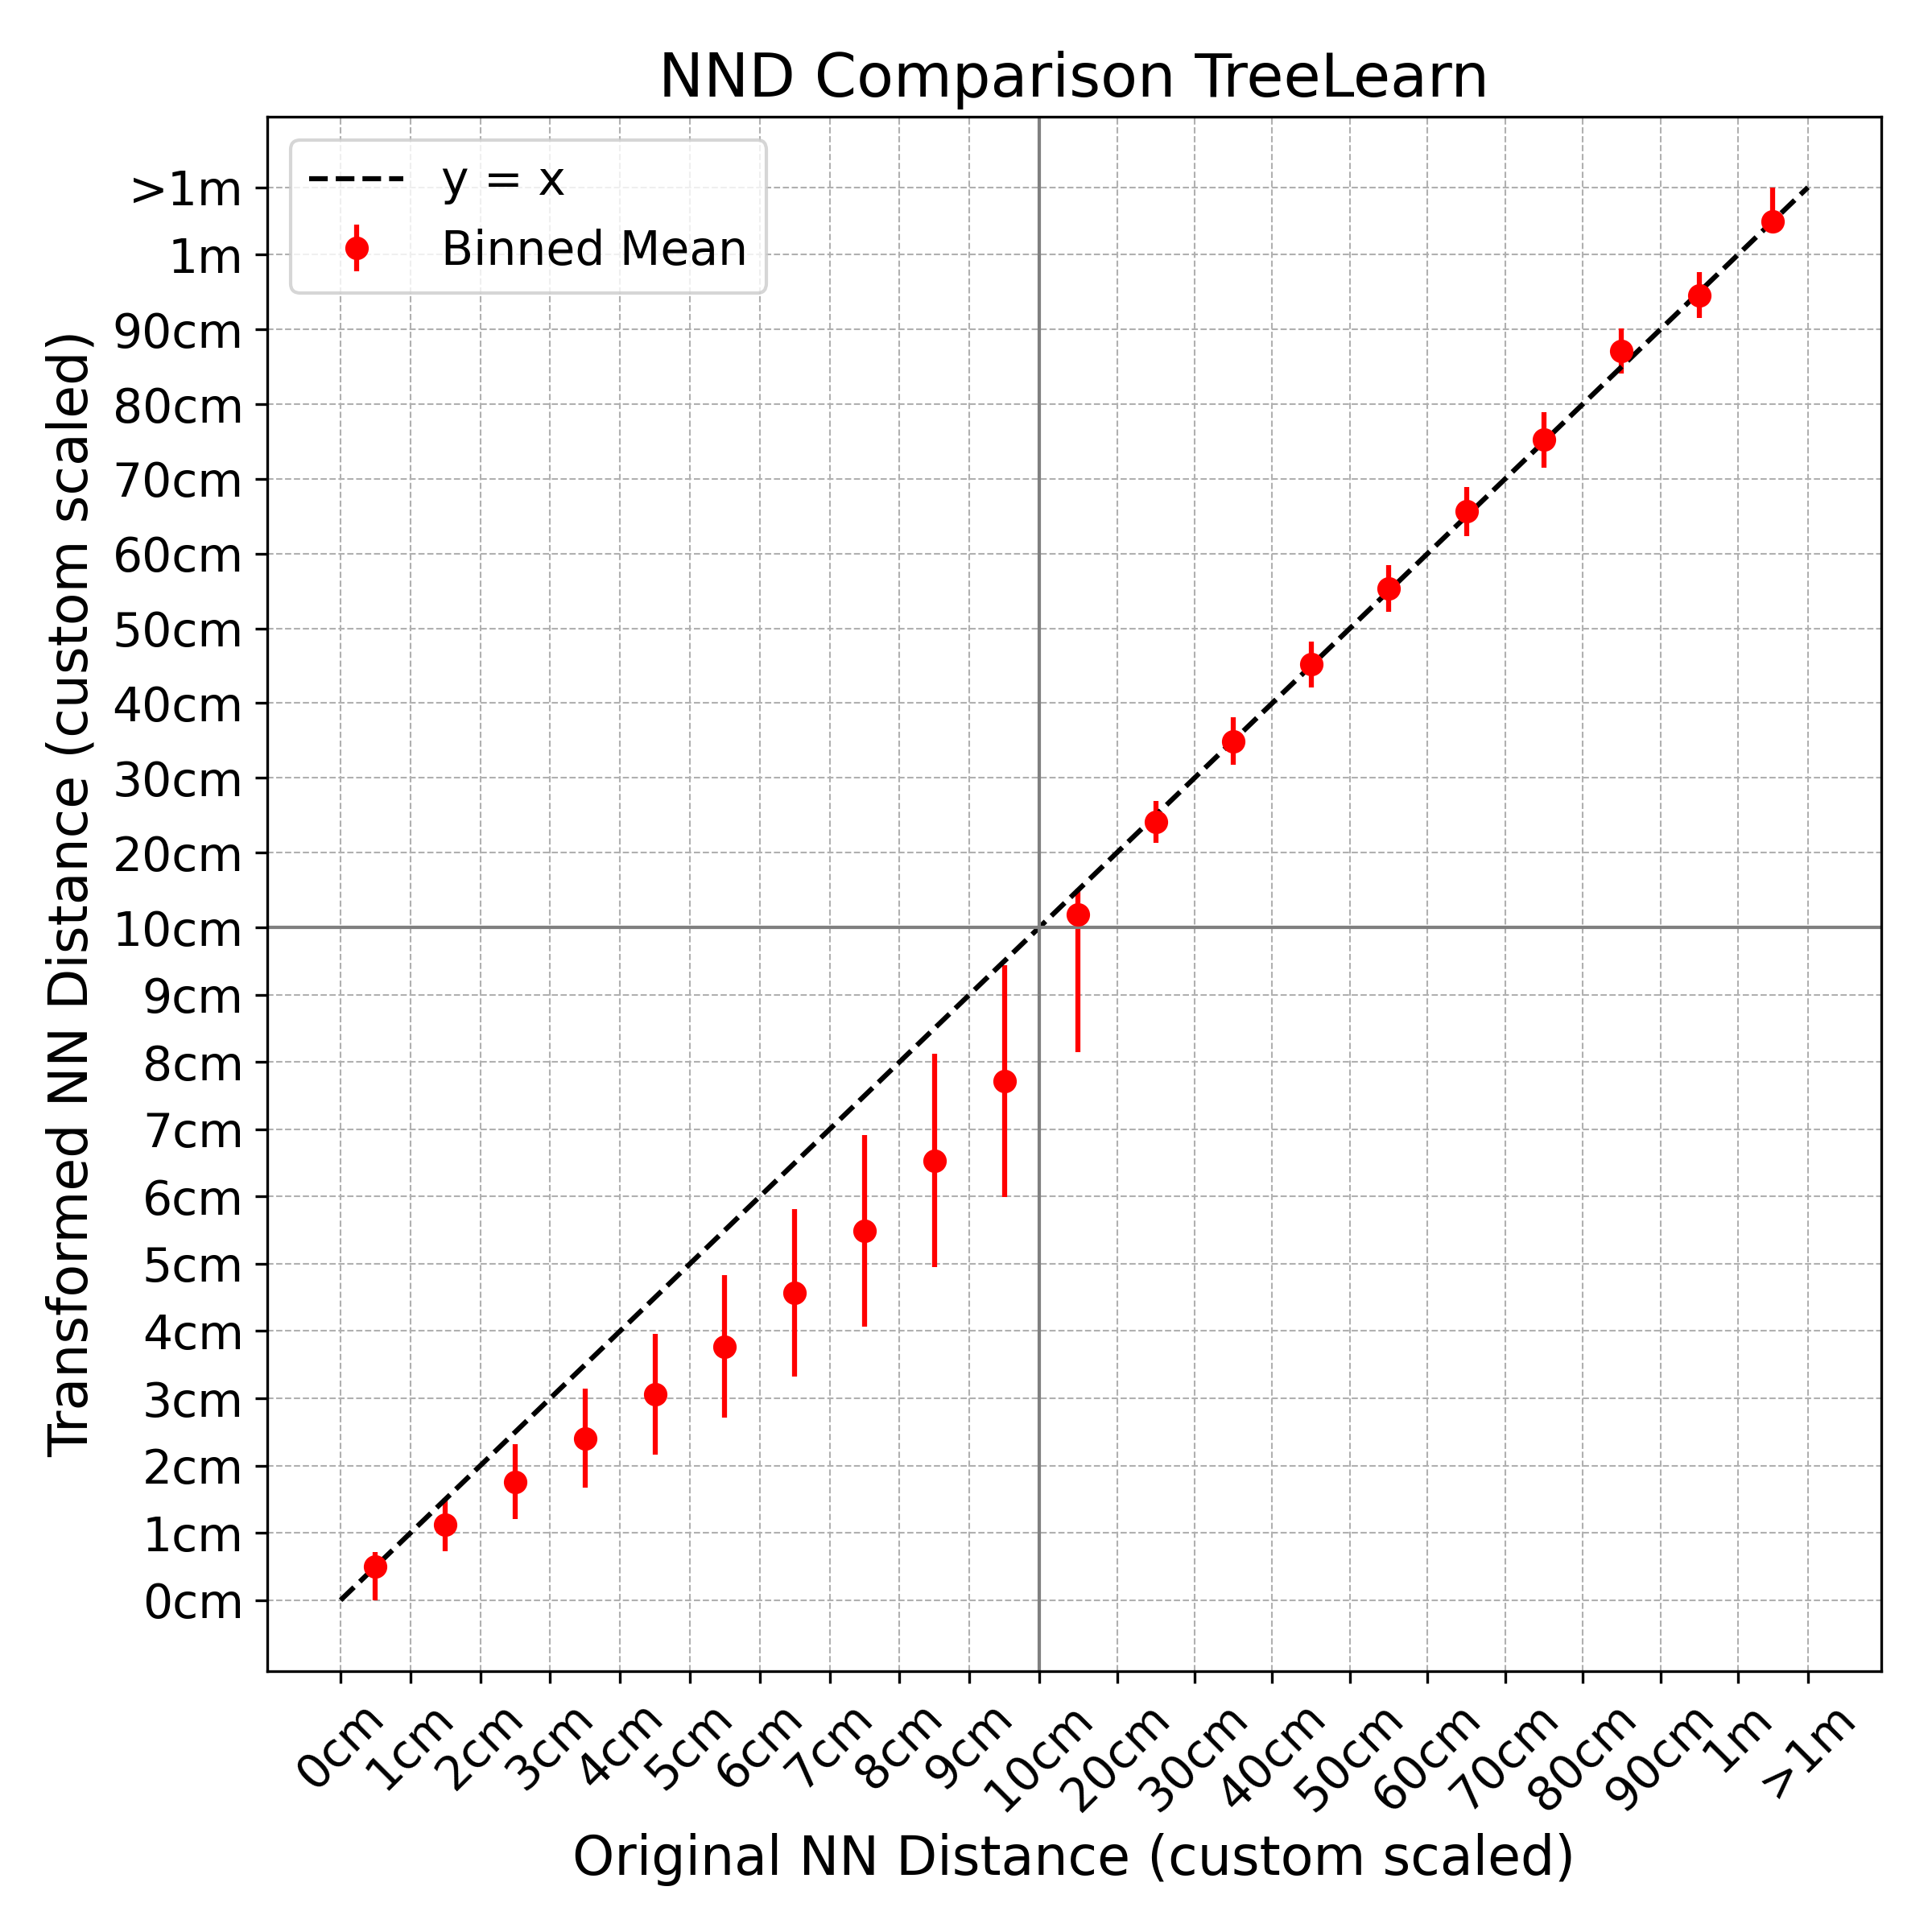 NND Comparison TreeLearn
y = x
Binned Mean
Transformed NN Distance (custom scaled)
>1m
1m
90cm
80cm
70cm
60cm
50cm
40cm
30cm
20cm
10cm
9cm
8cm
7cm
6cm
5cm
4cm
3cm
2cm
1cm
0cm
0cm
1cm
2cm
3cm
4cm
5cm
6cm
7cm
8cm
9cm
10cm
20cm
30cm
40cm
50cm
60cm
70cm
80cm
90cm
1m
>1m
Original NN Distance (custom scaled)